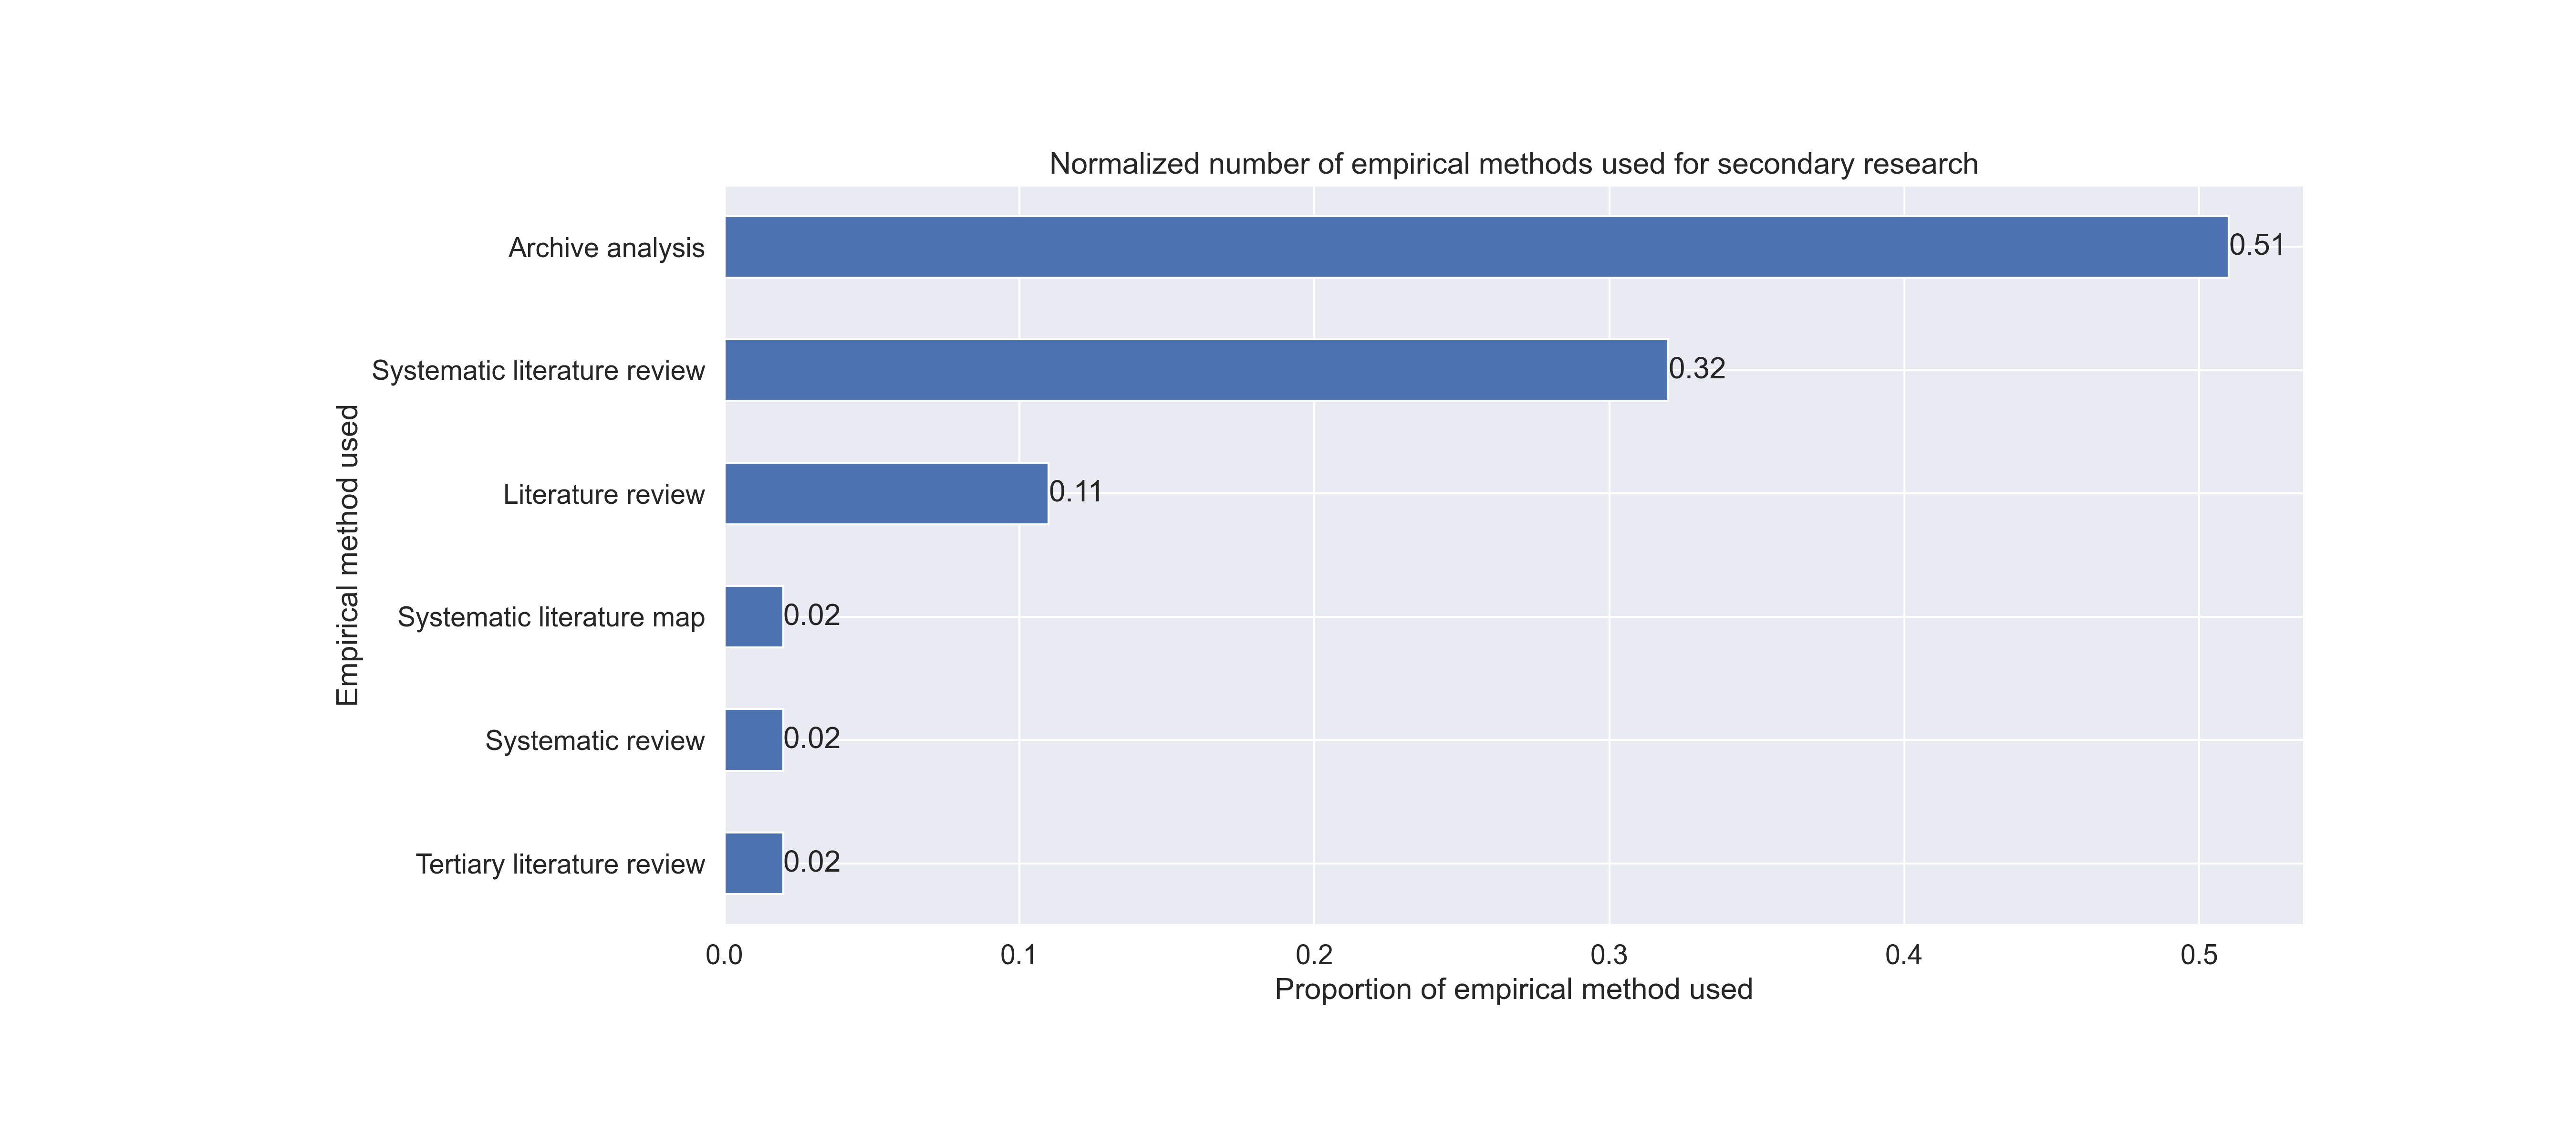 Normalized number of empirical methods used for secondary research
Archive analysis
0.51
Systematic literature review
0.32
Literature review
0.11
Systematic literature map
0.02
Systematic review
0.02
Tertiary literature review
0.02
Empirical method used
0.0 0.1 0.2 0.3 0.4 0.5
Proportion of empirical method used